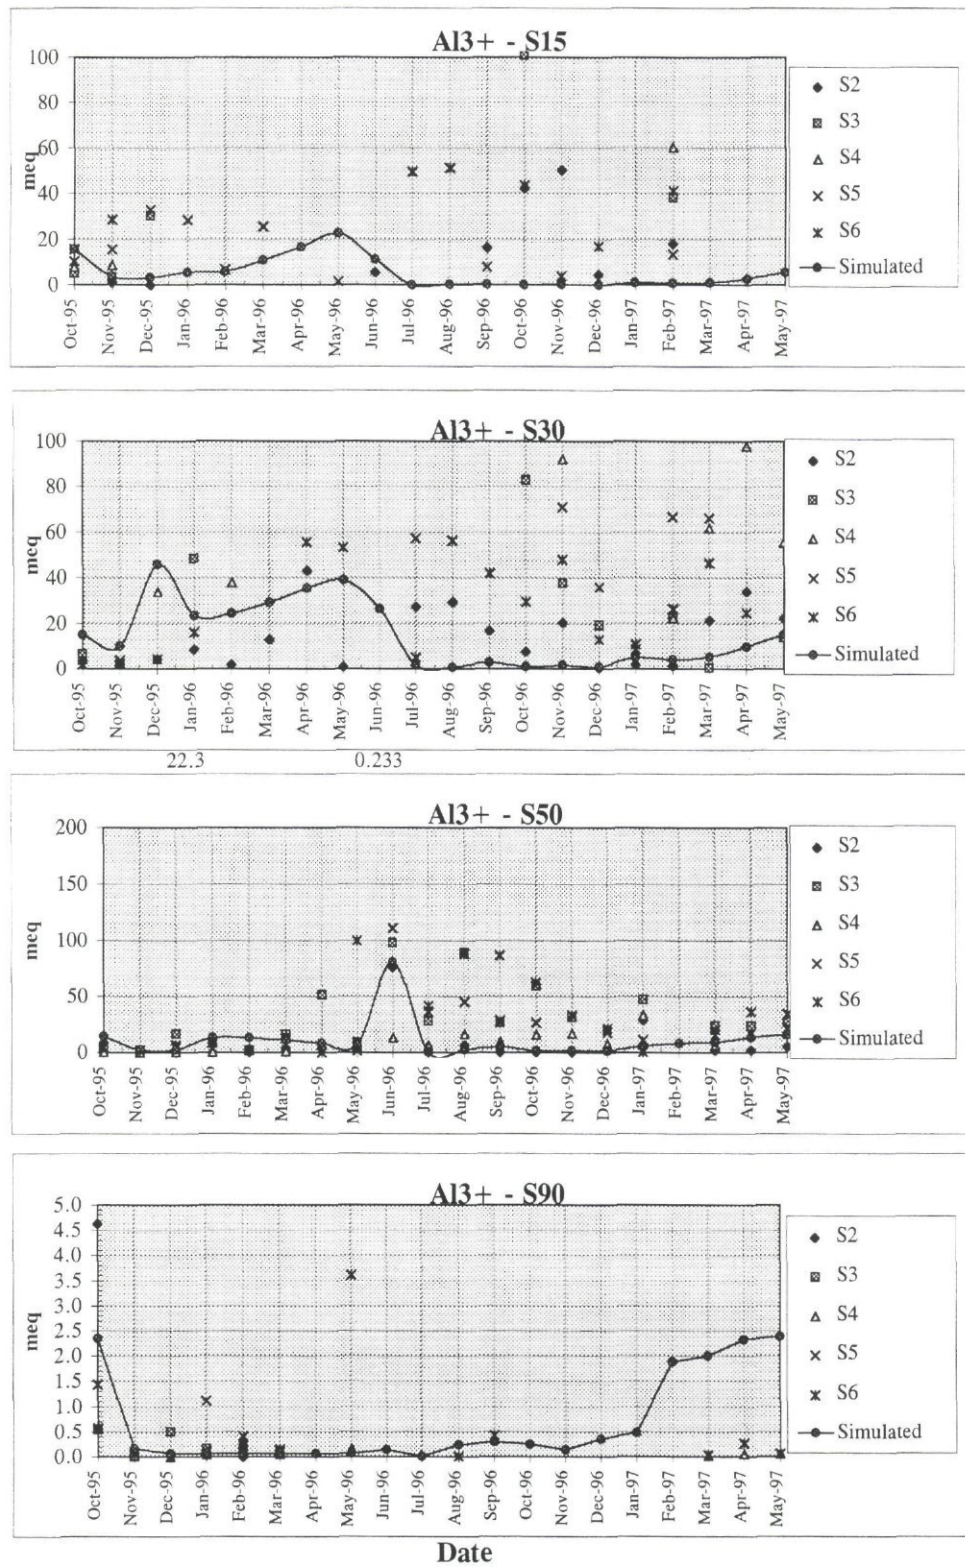 Al3+ - S15
100
80
60
40
20
0
meq
Oct-95
Nov-95
Dec-95
Jan-96
Feb-96
Mar-96
Apr-96
May-96
Jun-96
Jul-96
Aug-96
Sep-96
Oct-96
Nov-96
Dec-96
Jan-97
Feb-97
Mar-97
Apr-97
May-97
S2
S3
S4
S5
S6
Simulated
Al3+ - S30
100
80
60
40
20
0
meq
Oct-95
Nov-95
Dec-95
Jan-96
Feb-96
Mar-96
Apr-96
May-96
Jun-96
Jul-96
Aug-96
Sep-96
Oct-96
Nov-96
Dec-96
Jan-97
Feb-97
Mar-97
Apr-97
May-97
S2
S3
S4
S5
S6
Simulated
22.3 0.233
Al3+ - S50
200
150
100
50
0
meq
Oct-95
Nov-95
Dec-95
Jan-96
Feb-96
Mar-96
Apr-96
May-96
Jun-96
Jul-96
Aug-96
Sep-96
Oct-96
Nov-96
Dec-96
Jan-97
Feb-97
Mar-97
Apr-97
May-97
S2
S3
S4
S5
S6
Simulated
Al3+ - S90
5.0
4.5
4.0
3.5
3.0
2.5
2.0
1.5
1.0
0.5
0.0
meq
Oct-95
Nov-95
Dec-95
Jan-96
Feb-96
Mar-96
Apr-96
May-96
Jun-96
Jul-96
Aug-96
Sep-96
Oct-96
Nov-96
Dec-96
Jan-97
Feb-97
Mar-97
Apr-97
May-97
S2
S3
S4
S5
S6
Simulated
Date